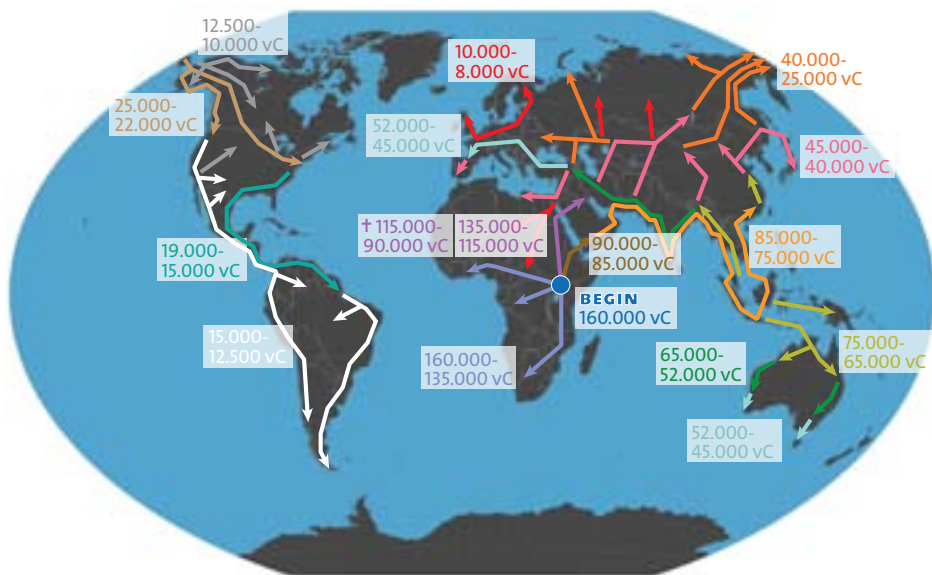 12.500-
10.000 vC
10.000-
8.000 vC
40.000-
25.000 vC
25.000-
22.000 vC
52.000-
45.000 vC
45.000-
40.000 vC
✝115.000-
90.000 vC
135.000-
115.000 vC
90.000-
85.000 vC
85.000-
75.000 vC
19.000-
15.000 vC
BEGIN
160.000 vC
15.000-
12.500 vC
160.000-
135.000 vC
65.000-
52.000 vC
75.000-
65.000 vC
52.000-
45.000 vC